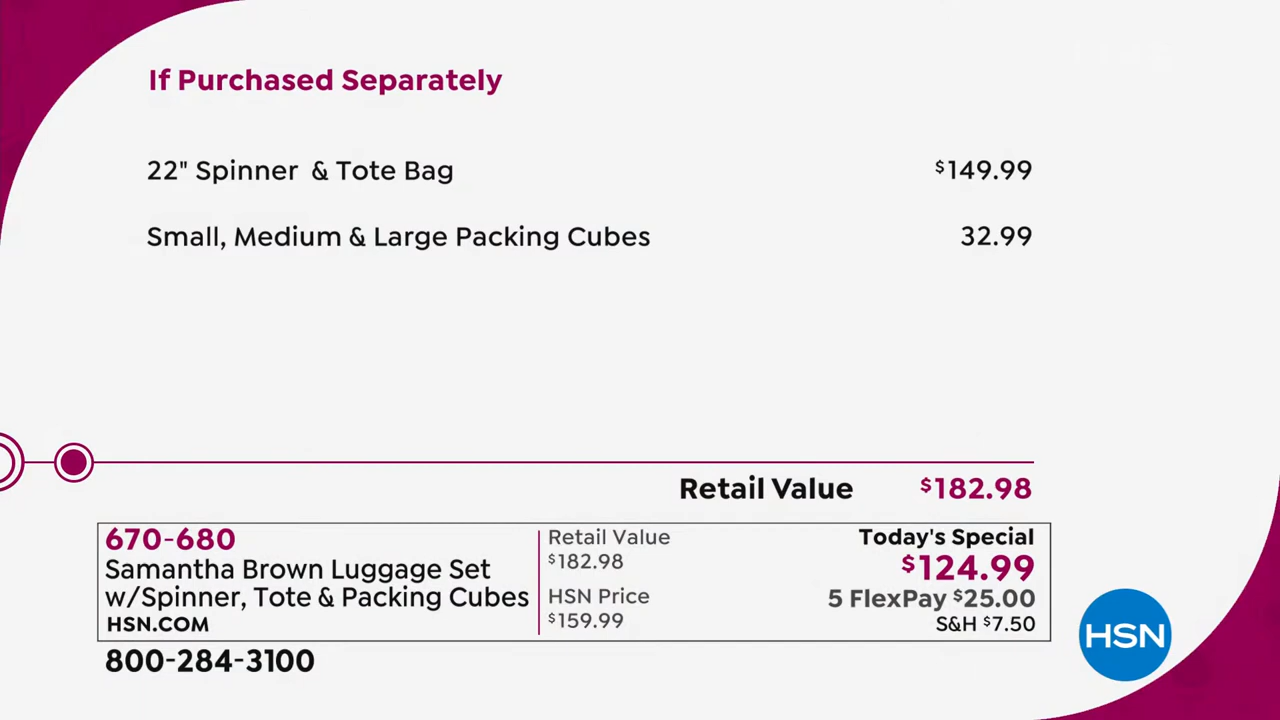 If Purchased Separately
22" Spinner & Tote Bag $149.99
Small, Medium & Large Packing Cubes 32.99
Retail Value $182.98
670-680
Samantha Brown Luggage Set
w/Spinner, Tote & Packing Cubes
HSN.COM
Retail Value
$182.98
HSN Price
$159.99
Today's Special
$124.99
5 FlexPay $25.00
S&H $7.50
800-284-3100
HSN